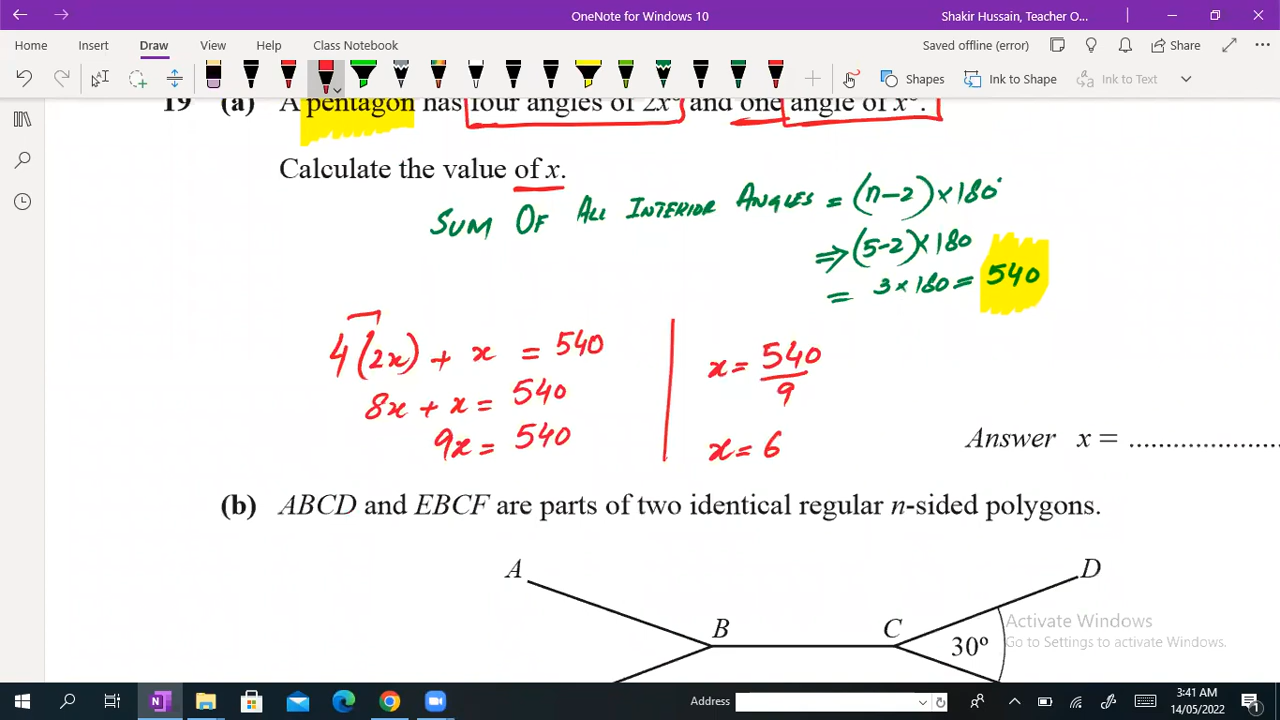 OneNote for Windows 10
Shakir Hussain, Teacher O...
Home Insert Draw View Help Class Notebook
Saved offline (error) Share
Shapes Ink to Shape Ink to Text
19 (a) A pentagon has four angles of 2x° and one angle of x°.
Calculate the value of x.
SUM OF All INTERIOR ANGLES = (n-2)×180°
⇒ (5-2)×180
= 3×180 = 540
4(2x) + x = 540
8x + x = 540
9x = 540
x = 540/9
x = 6
Answer x = ..................
(b) ABCD and EBCF are parts of two identical regular n-sided polygons.
A
D
B
C
30°
Activate Windows
Go to Settings to activate Windows.
Address
3:41 AM
14/05/2022
1